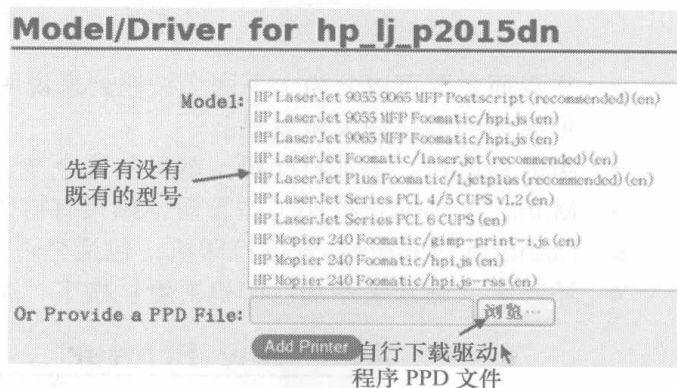 Model/Driver for hp_lj_p2015dn
Model:
HP LaserJet 9055 9065 MFP Postscript (recommended) (en)
HP LaserJet 9055 MFP Foomatic/hpijs (en)
HP LaserJet 9065 MFP Foomatic/hpijs (en)
HP LaserJet Foomatic/laserjet (recommended) (en)
HP LaserJet Plus Foomatic/ljetplus (recommended) (en)
HP LaserJet Series PCL 4/5 CUPS v1.2 (en)
HP LaserJet Series PCL 6 CUPS (en)
HP Mopier 240 Foomatic/gimp-print-ijs (en)
HP Mopier 240 Foomatic/hpijs (en)
HP Mopier 240 Foomatic/hpijs-rss (en)
先看有没有
既有的型号
Or Provide a PPD File:
浏览…
Add Printer
自行下载驱动
程序 PPD 文件